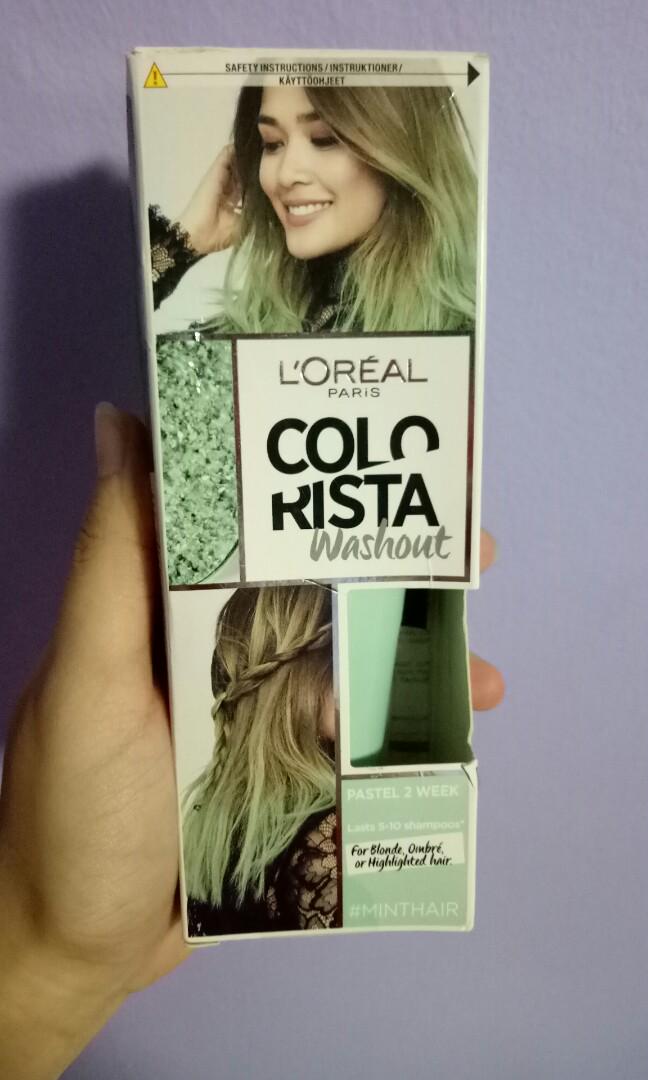 SAFETY INSTRUCTIONS / INSTRUKTIONER /
KÄYTTÖOHJEET
L'ORÉAL
PARIS
COLO
RISTA
Washout
PASTEL 2 WEEK
Lasts 5-10 shampoos*
For Blonde, Ombré,
or Highlighted hair.
#MINTHAIR